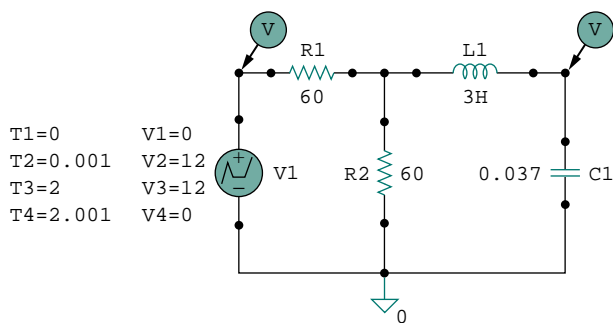 V
V
R1
L1
60
3H
T1=0 V1=0
T2=0.001 V2=12
T3=2 V3=12
T4=2.001 V4=0
V1
R2 60
0.037 C1
0